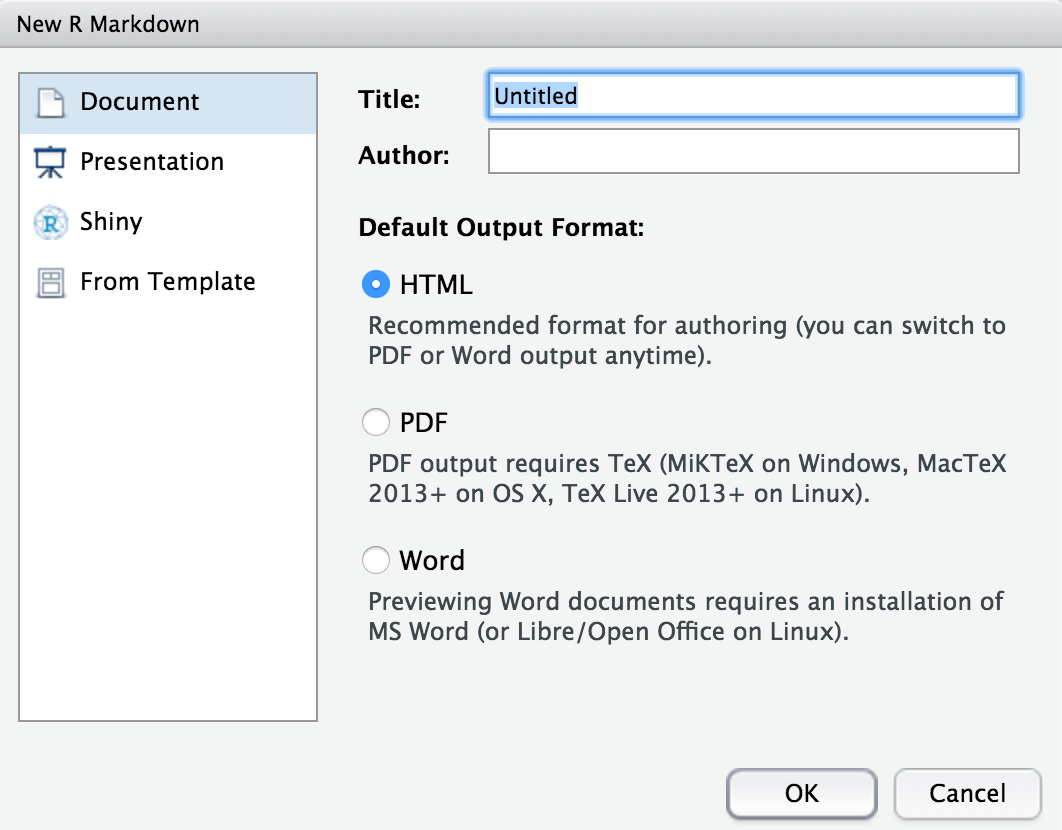 New R Markdown
Document
Presentation
Shiny
From Template
Title:
Untitled
Author:
Default Output Format:
HTML
Recommended format for authoring (you can switch to
PDF or Word output anytime).
PDF
PDF output requires TeX (MiKTeX on Windows, MacTeX
2013+ on OS X, TeX Live 2013+ on Linux).
Word
Previewing Word documents requires an installation of
MS Word (or Libre/Open Office on Linux).
OK
Cancel